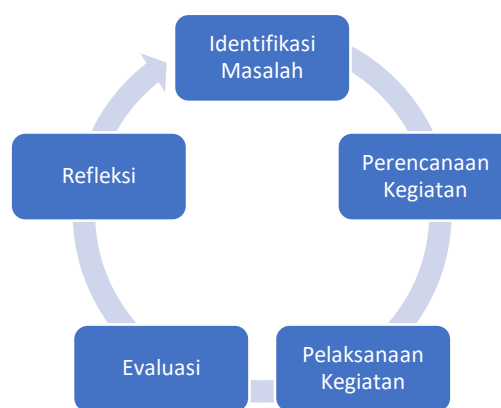 Identifikasi
Masalah
Perencanaan
Kegiatan
Pelaksanaan
Kegiatan
Evaluasi
Refleksi